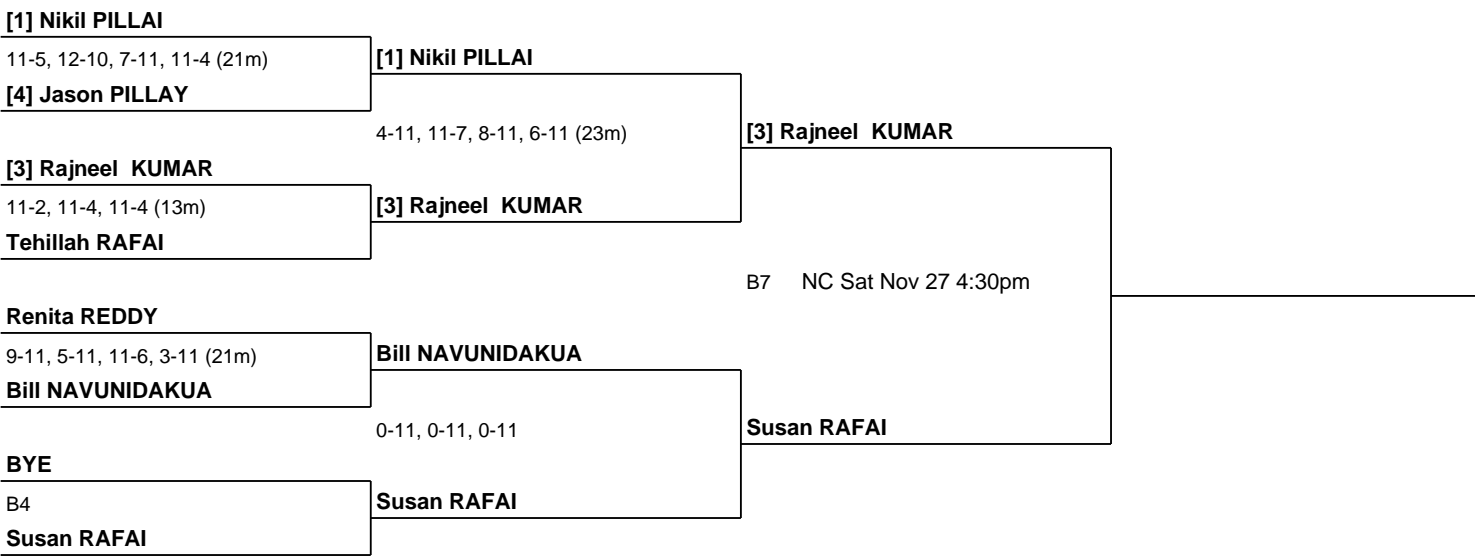 [1] Nikil PILLAI
11-5, 12-10, 7-11, 11-4 (21m)
[1] Nikil PILLAI
[4] Jason PILLAY
4-11, 11-7, 8-11, 6-11 (23m)
[3] Rajneel  KUMAR
[3] Rajneel  KUMAR
11-2, 11-4, 11-4 (13m)
[3] Rajneel  KUMAR
Tehillah RAFAI
B7 NC Sat Nov 27 4:30pm
Renita REDDY
9-11, 5-11, 11-6, 3-11 (21m)
Bill NAVUNIDAKUA
Bill NAVUNIDAKUA
0-11, 0-11, 0-11
Susan RAFAI
BYE
B4
Susan RAFAI
Susan RAFAI